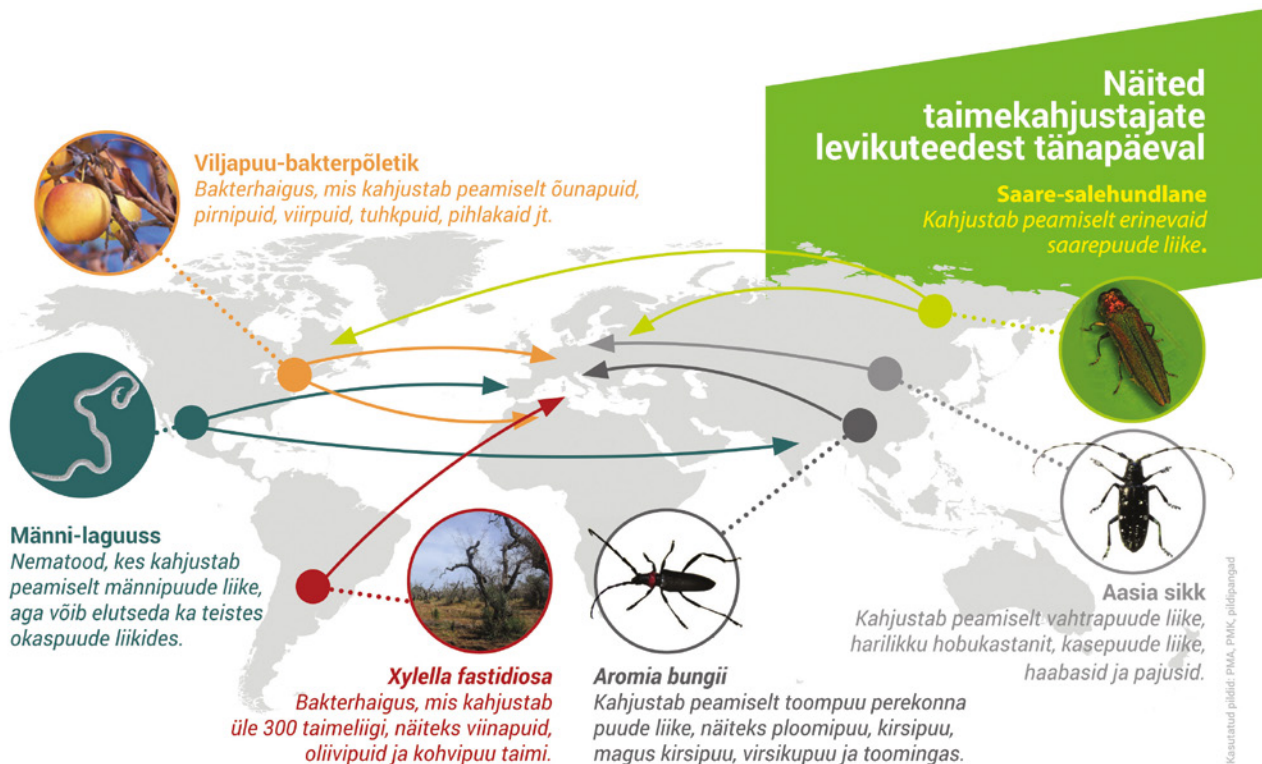 Näited
taimekahjustajate
levikuteedest tänapäeval
Saare-salehundlane
Kahjustab peamiselt erinevaid
saarepuude liike.
Viljapuu-bakterpõletik
Bakterhaigus, mis kahjustab peamiselt õunapuid,
pirnipuid, viirpuid, tuhkpuid, pihlakaid jt.
Männi-laguuss
Nematood, kes kahjustab
peamiselt männipuude liike,
aga võib elutseda ka teistes
okaspuude liikides.
Xylella fastidiosa
Bakterhaigus, mis kahjustab
üle 300 taimeliigi, näiteks viinapuid,
oliivipuid ja kohvipuu taimi.
Aromia bungii
Kahjustab peamiselt toompuu perekonna
puude liike, näiteks ploomipuu, kirsipuu,
magus kirsipuu, virsikupuu ja toomingas.
Aasia sikk
Kahjustab peamiselt vahtrapuude liike,
harilikku hobukastanit, kasepuude liike,
haabasid ja pajusid.
Kasutatud pildid: PMA, PMK, pildipangad